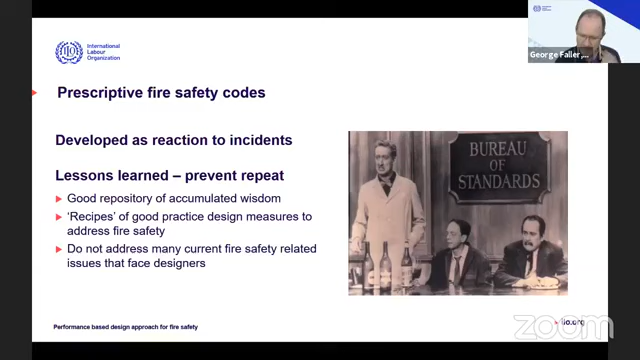 International
Labour
Organization
George Faller,...
Prescriptive fire safety codes
Developed as reaction to incidents
Lessons learned – prevent repeat
Good repository of accumulated wisdom
‘Recipes’ of good practice design measures to
address fire safety
Do not address many current fire safety related
issues that face designers
BUREAU
OF
STANDARDS
Performance based design approach for fire safety
ilo.org
zoom